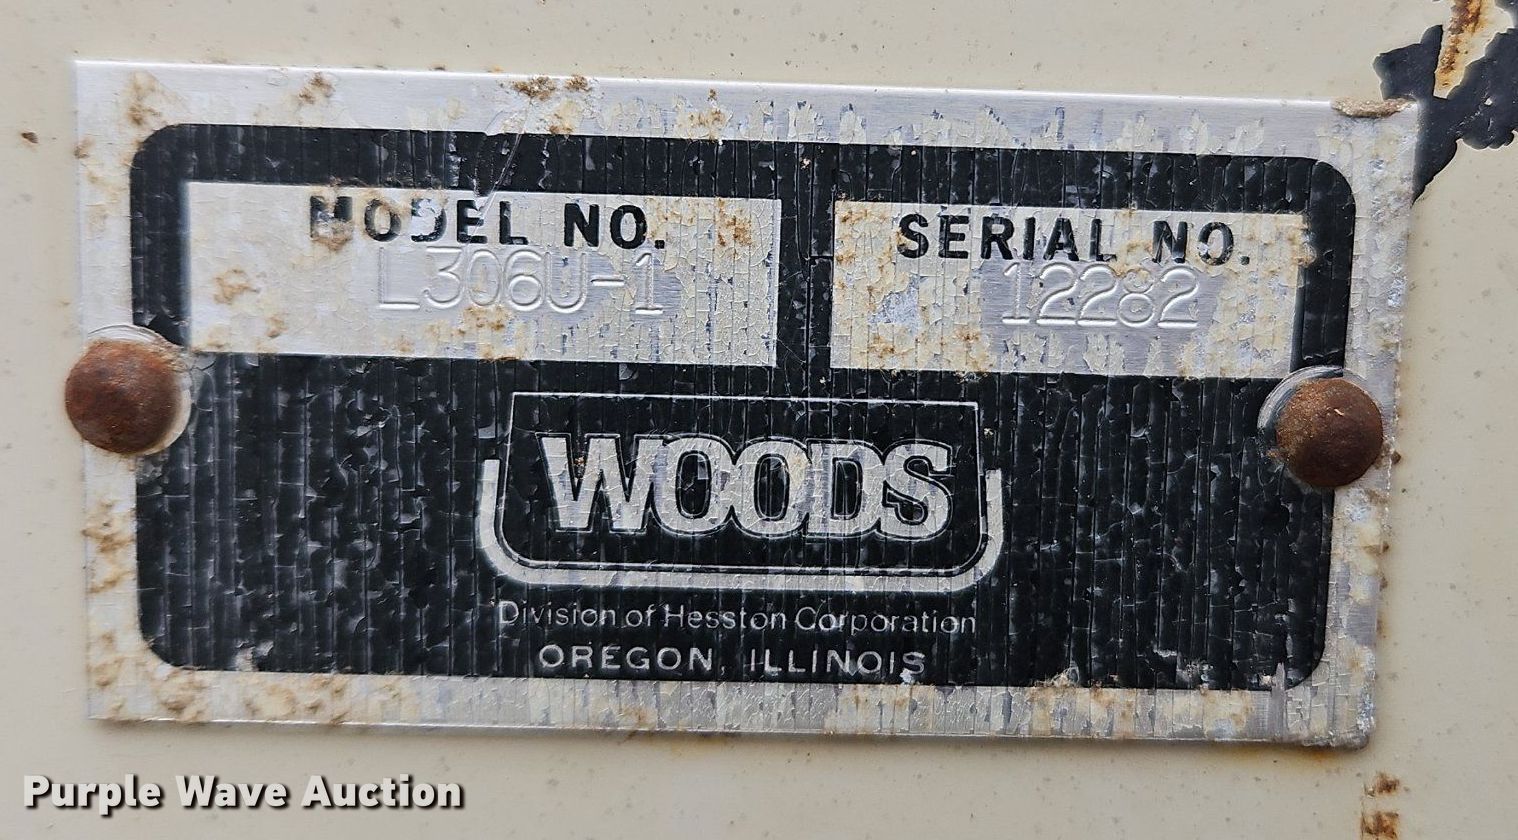 MODEL NO.
L306U-1
SERIAL NO.
12282
WOODS
Division of Hesston Corporation
OREGON, ILLINOIS
Purple Wave Auction